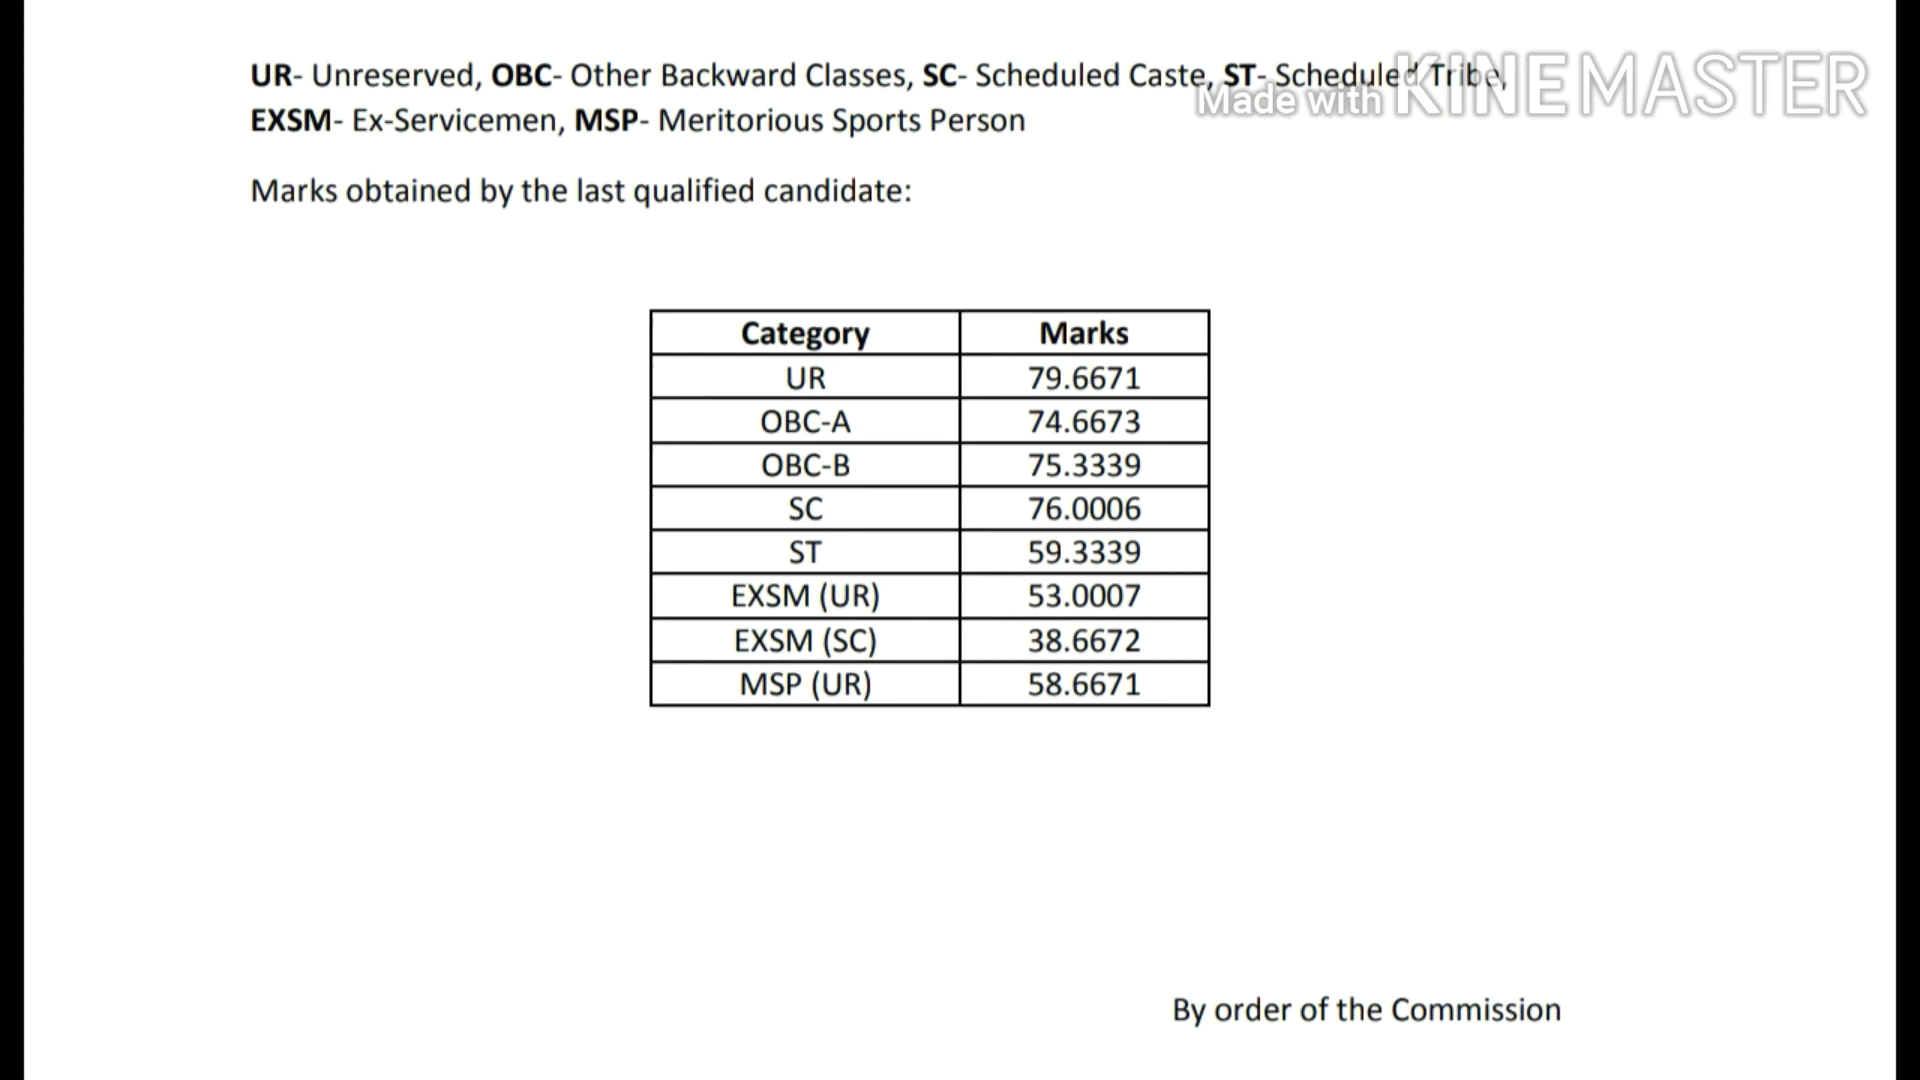 UR- Unreserved, OBC- Other Backward Classes, SC- Scheduled Caste, ST- Scheduled Tribe,
Made with KINEMASTER
EXSM- Ex-Servicemen, MSP- Meritorious Sports Person
Marks obtained by the last qualified candidate:
Category Marks
UR 79.6671
OBC-A 74.6673
OBC-B 75.3339
SC 76.0006
ST 59.3339
EXSM (UR) 53.0007
EXSM (SC) 38.6672
MSP (UR) 58.6671
By order of the Commission